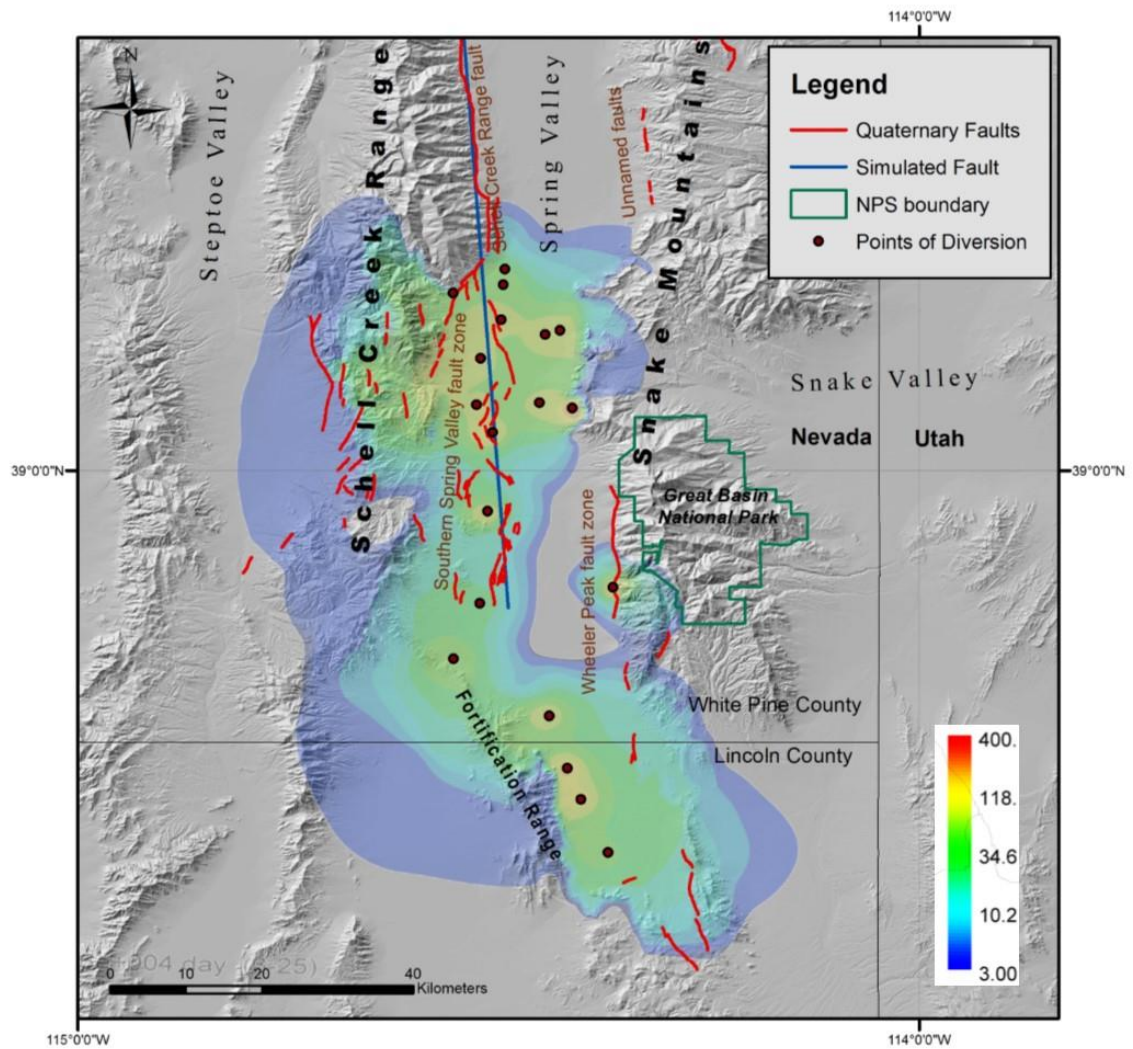 114°0'0"W
Legend
Quaternary Faults
Simulated Fault
NPS boundary
Points of Diversion
Z
Steptoe Valley
Schell Creek Range
Schell Creek Range fault
Spring Valley
Unnamed faults
Snake Mountains
Southern Spring Valley fault zone
Snake Valley
Nevada
Utah
39°0'0"N
39°0'0"N
Great Basin
National Park
Wheeler Peak fault zone
White Pine County
Lincoln County
Fortification Range
400.
118.
34.6
10.2
3.00
0
10
20
40
Kilometers
115°0'0"W
114°0'0"W